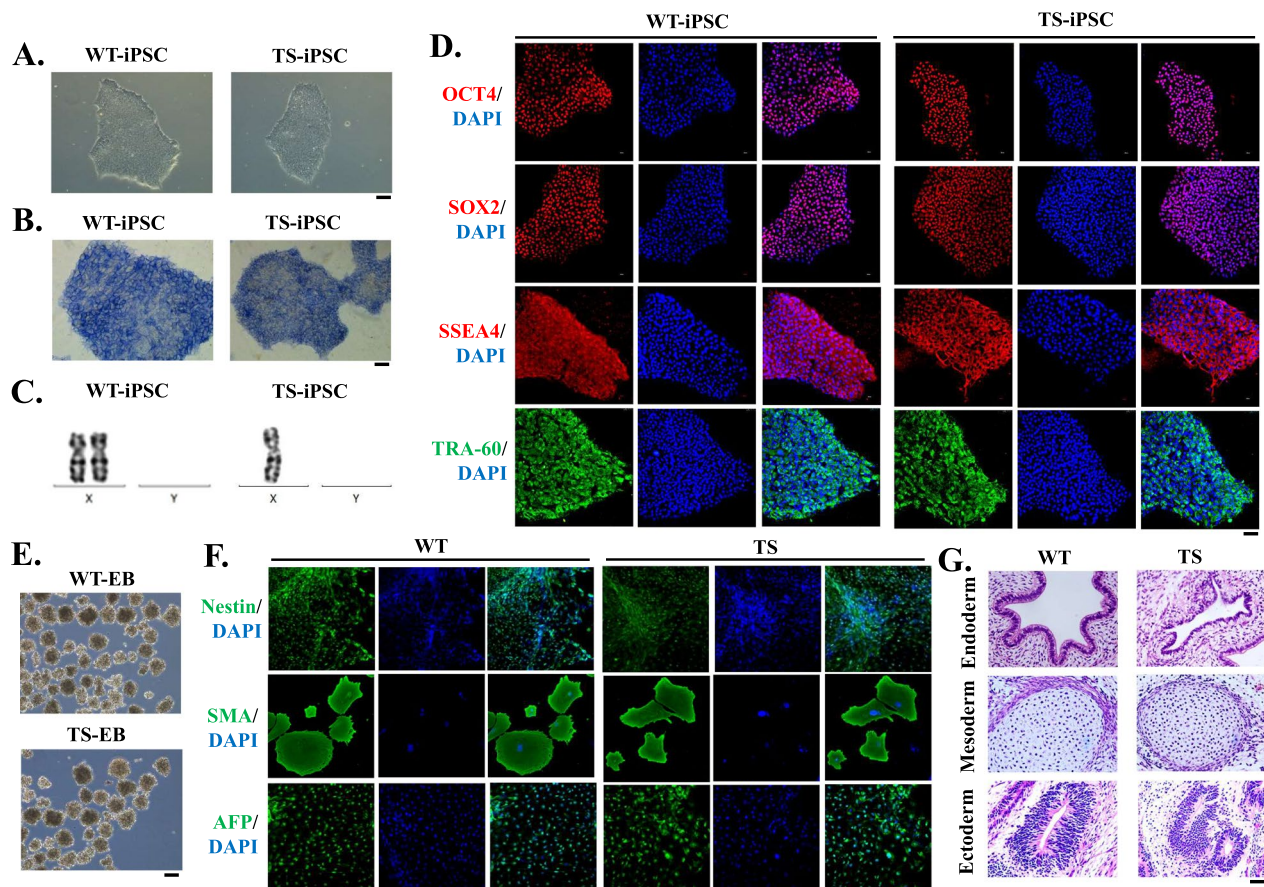 A.
WT-iPSC
TS-iPSC
B.
WT-iPSC
TS-iPSC
C.
WT-iPSC
TS-iPSC
X
Y
X
Y
D.
WT-iPSC
TS-iPSC
OCT4/
DAPI
SOX2/
DAPI
SSEA4/
DAPI
TRA-60/
DAPI
E.
WT-EB
TS-EB
F.
WT
TS
Nestin/
DAPI
SMA/
DAPI
AFP/
DAPI
G.
WT
TS
Endoderm
Mesoderm
Ectoderm